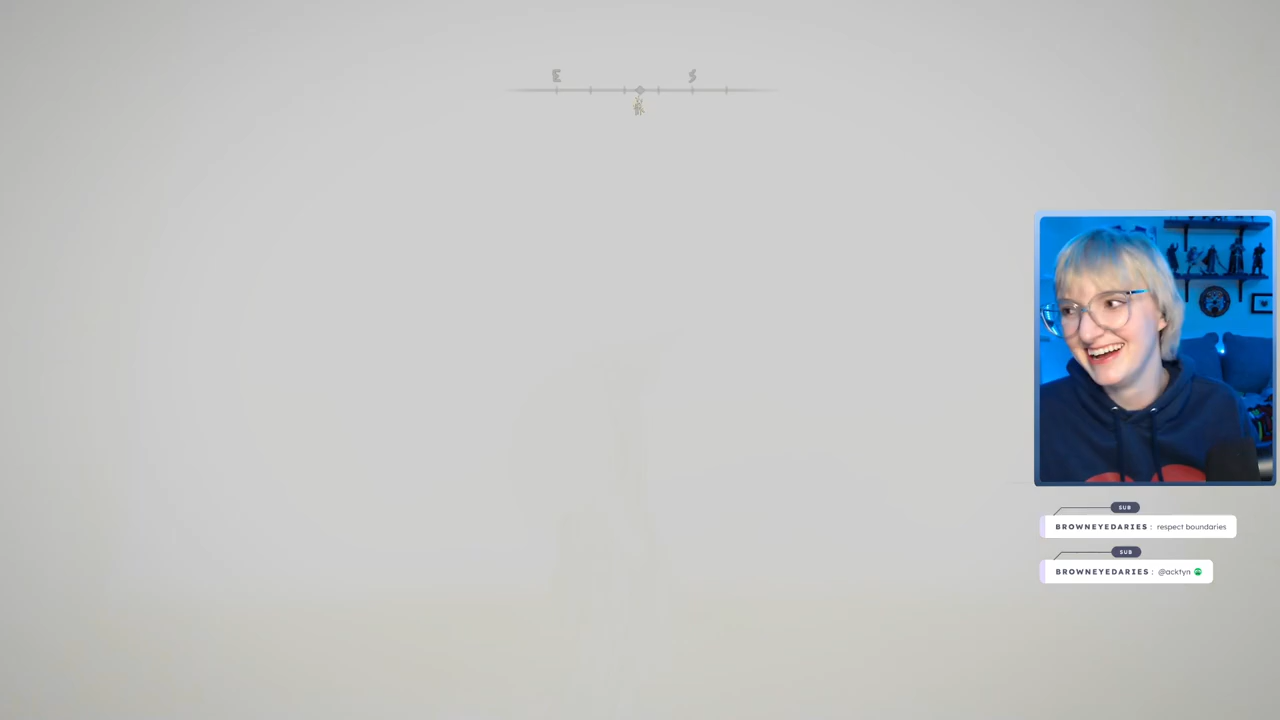 E S
SUB
BROWNEYEDARIES : respect boundaries
SUB
BROWNEYEDARIES : @acktyn